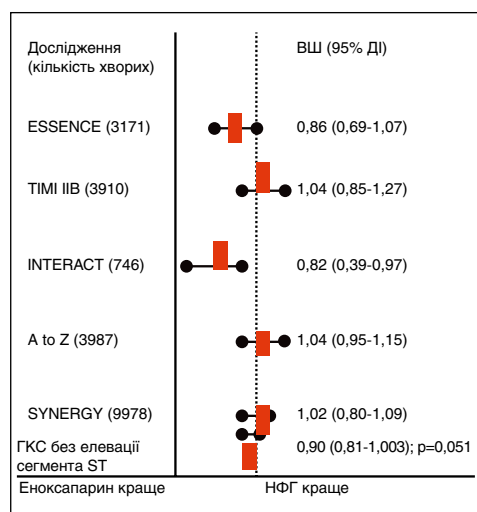 Дослідження ВШ (95% ДІ)
(кількість хворих)
ESSENCE (3171) 0,86 (0,69-1,07)
TIMI IIB (3910) 1,04 (0,85-1,27)
INTERACT (746) 0,82 (0,39-0,97)
A to Z (3987) 1,04 (0,95-1,15)
SYNERGY (9978) 1,02 (0,80-1,09)
ГКС без елевації 0,90 (0,81-1,003); p=0,051
сегмента ST
Еноксапарин краще НФГ краще